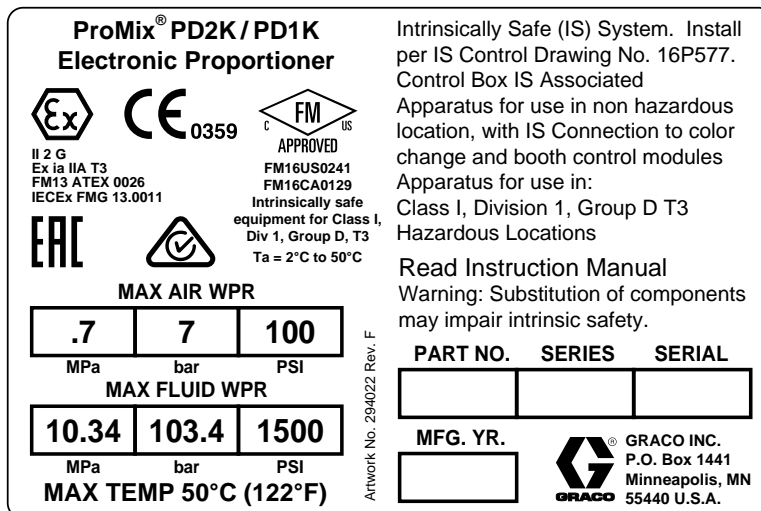 ProMix® PD2K / PD1K
Electronic Proportioner
Ex
CE 0359
FM
C US
APPROVED
II 2 G
Ex ia IIA T3
FM13 ATEX 0026
IECEx FMG 13.0011
FM16US0241
FM16CA0129
Intrinsically safe
equipment for Class I,
Div 1, Group D, T3
Ta = 2°C to 50°C
EAC
MAX AIR WPR
.7 7 100
MPa bar PSI
MAX FLUID WPR
10.34 103.4 1500
MPa bar PSI
MAX TEMP 50°C (122°F)
Artwork No. 294022 Rev. F
Intrinsically Safe (IS) System. Install
per IS Control Drawing No. 16P577.
Control Box IS Associated
Apparatus for use in non hazardous
location, with IS Connection to color
change and booth control modules
Apparatus for use in:
Class I, Division 1, Group D T3
Hazardous Locations
Read Instruction Manual
Warning: Substitution of components
may impair intrinsic safety.
PART NO. SERIES SERIAL
MFG. YR.
G®
GRACO
GRACO INC.
P.O. Box 1441
Minneapolis, MN
55440 U.S.A.